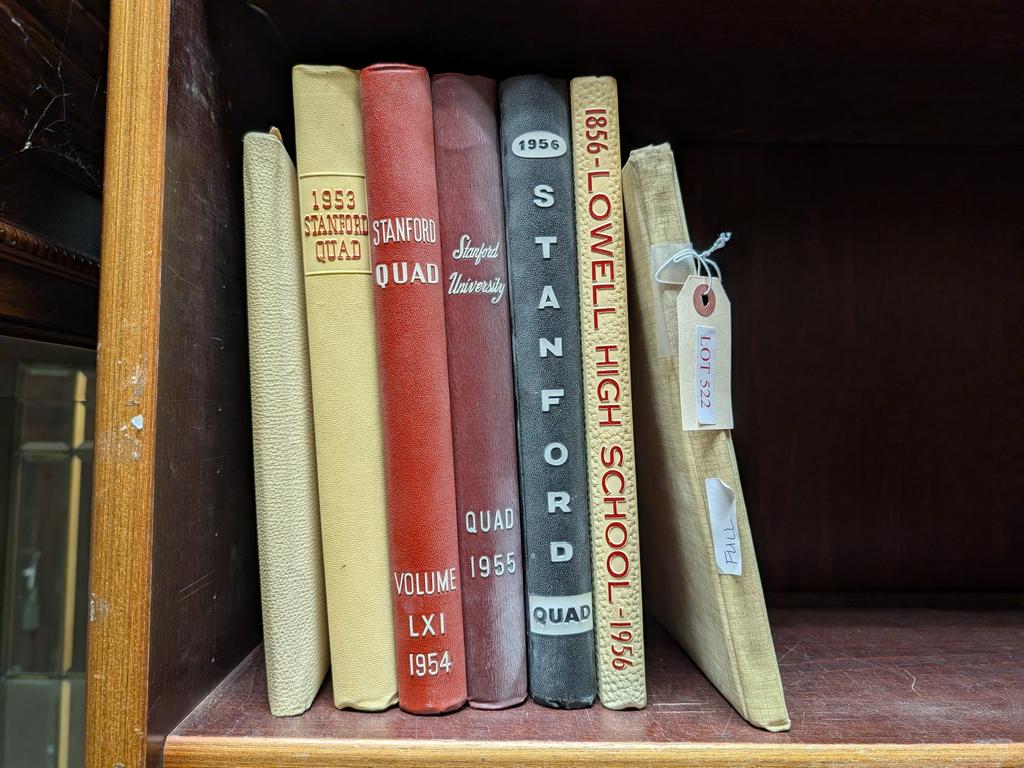 1953
STANFORD
QUAD
STANFORD
QUAD
VOLUME
LXI
1954
Stanford
University
QUAD
1955
1956
STANFORD
QUAD
1856-LOWELL HIGH SCHOOL-1956
LOT 522
FULL